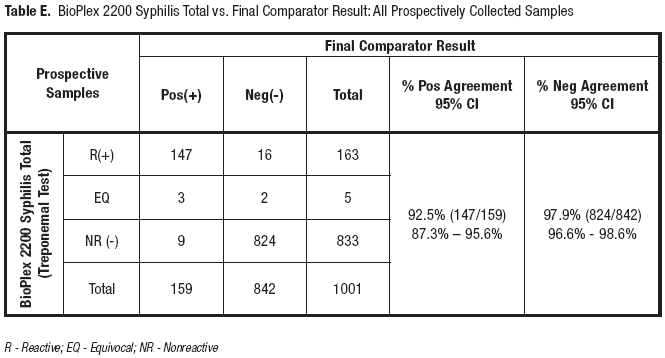 Table E. BioPlex 2200 Syphilis Total vs. Final Comparator Result: All Prospectively Collected Samples
Prospective
Samples
Final Comparator Result
Pos(+) Neg(-) Total
% Pos Agreement
95% CI
% Neg Agreement
95% CI
BioPlex 2200 Syphilis Total
(Treponemal Test)
R(+) 147 16 163
EQ 3 2 5
NR (-) 9 824 833
Total 159 842 1001
92.5% (147/159)
87.3% – 95.6%
97.9% (824/842)
96.6% - 98.6%
R - Reactive; EQ - Equivocal; NR - Nonreactive